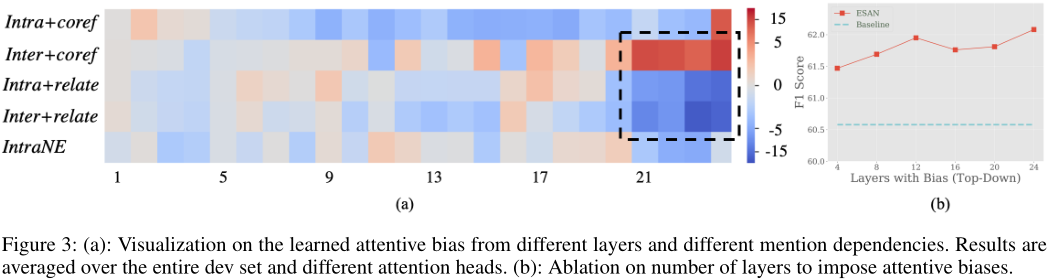 Intra+coref
Inter+coref
Intra+relate
Inter+relate
IntraNE
1 5 9 13 17 21
15
5
0
-5
-15
(a)
ESAN
Baseline
F1 Score
62.0
61.5
61.0
60.5
60.0
4 8 12 16 20 24
Layers with Bias (Top-Down)
(b)
Figure 3: (a): Visualization on the learned attentive bias from different layers and different mention dependencies. Results are
averaged over the entire dev set and different attention heads. (b): Ablation on number of layers to impose attentive biases.